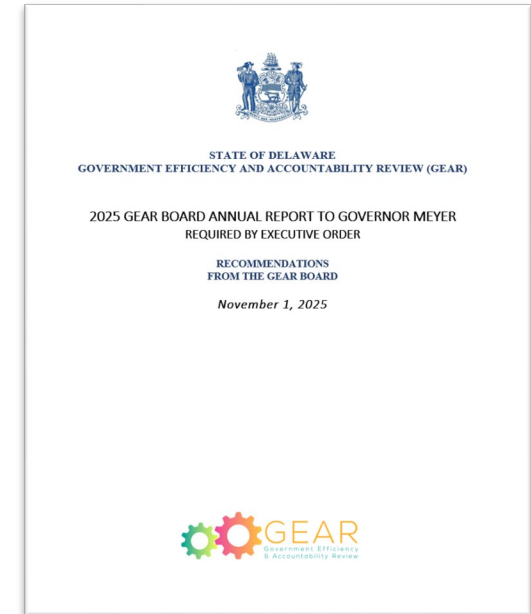 STATE OF DELAWARE
GOVERNMENT EFFICIENCY AND ACCOUNTABILITY REVIEW (GEAR)
2025 GEAR BOARD ANNUAL REPORT TO GOVERNOR MEYER
REQUIRED BY EXECUTIVE ORDER
RECOMMENDATIONS
FROM THE GEAR BOARD
November 1, 2025
GEAR
Government Efficiency
& Accountability Review